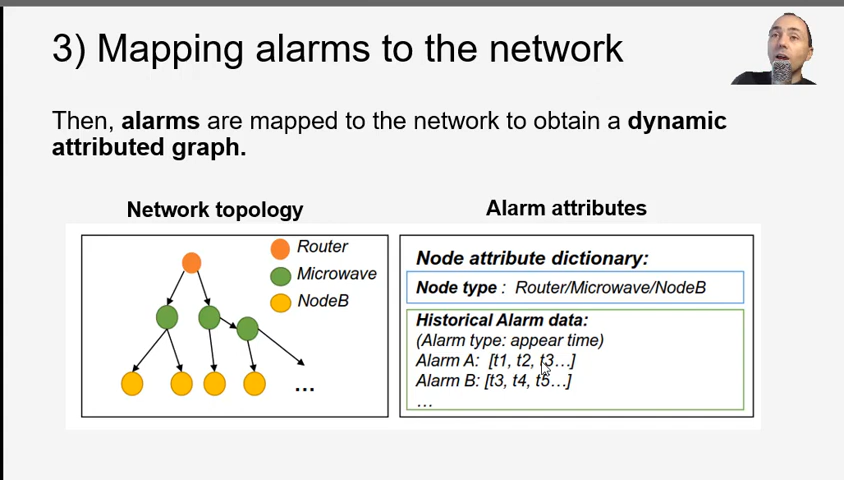 3) Mapping alarms to the network
Then, alarms are mapped to the network to obtain a dynamic
attributed graph.
Network topology
Router
Microwave
NodeB
...
Alarm attributes
Node attribute dictionary:
Node type : Router/Microwave/NodeB
Historical Alarm data:
(Alarm type: appear time)
Alarm A: [t1, t2, t3...]
Alarm B: [t3, t4, t5...]
...